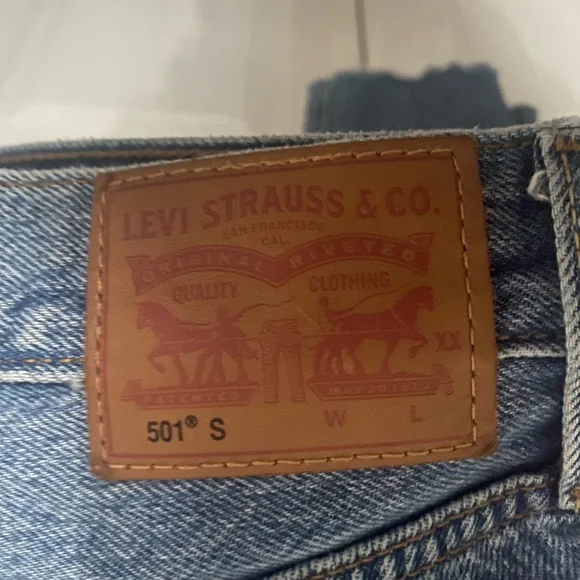 LEVI STRAUSS & CO.
SAN FRANCISCO
CAL.
ORIGINAL RIVETED
QUALITY CLOTHING
XX
PATENTED MAY 20 1873
501® S W L